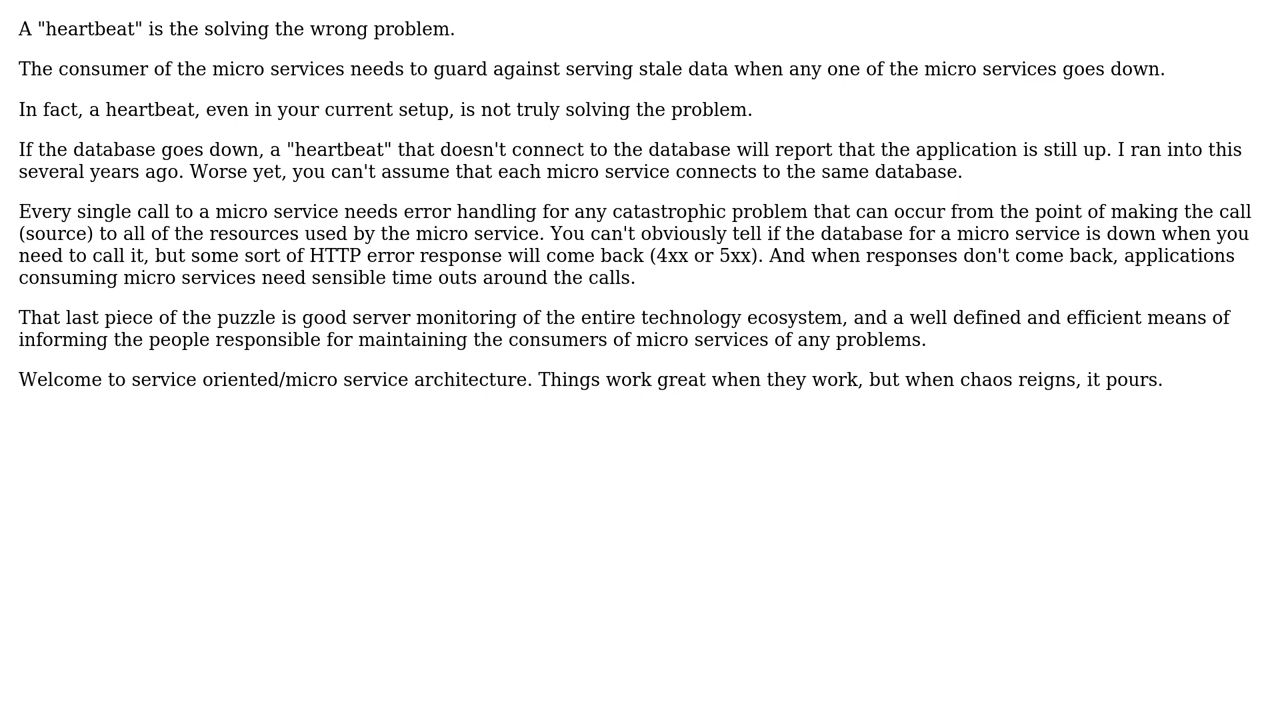 A "heartbeat" is the solving the wrong problem.
The consumer of the micro services needs to guard against serving stale data when any one of the micro services goes down.
In fact, a heartbeat, even in your current setup, is not truly solving the problem.
If the database goes down, a "heartbeat" that doesn't connect to the database will report that the application is still up. I ran into this
several years ago. Worse yet, you can't assume that each micro service connects to the same database.
Every single call to a micro service needs error handling for any catastrophic problem that can occur from the point of making the call
(source) to all of the resources used by the micro service. You can't obviously tell if the database for a micro service is down when you
need to call it, but some sort of HTTP error response will come back (4xx or 5xx). And when responses don't come back, applications
consuming micro services need sensible time outs around the calls.
That last piece of the puzzle is good server monitoring of the entire technology ecosystem, and a well defined and efficient means of
informing the people responsible for maintaining the consumers of micro services of any problems.
Welcome to service oriented/micro service architecture. Things work great when they work, but when chaos reigns, it pours.